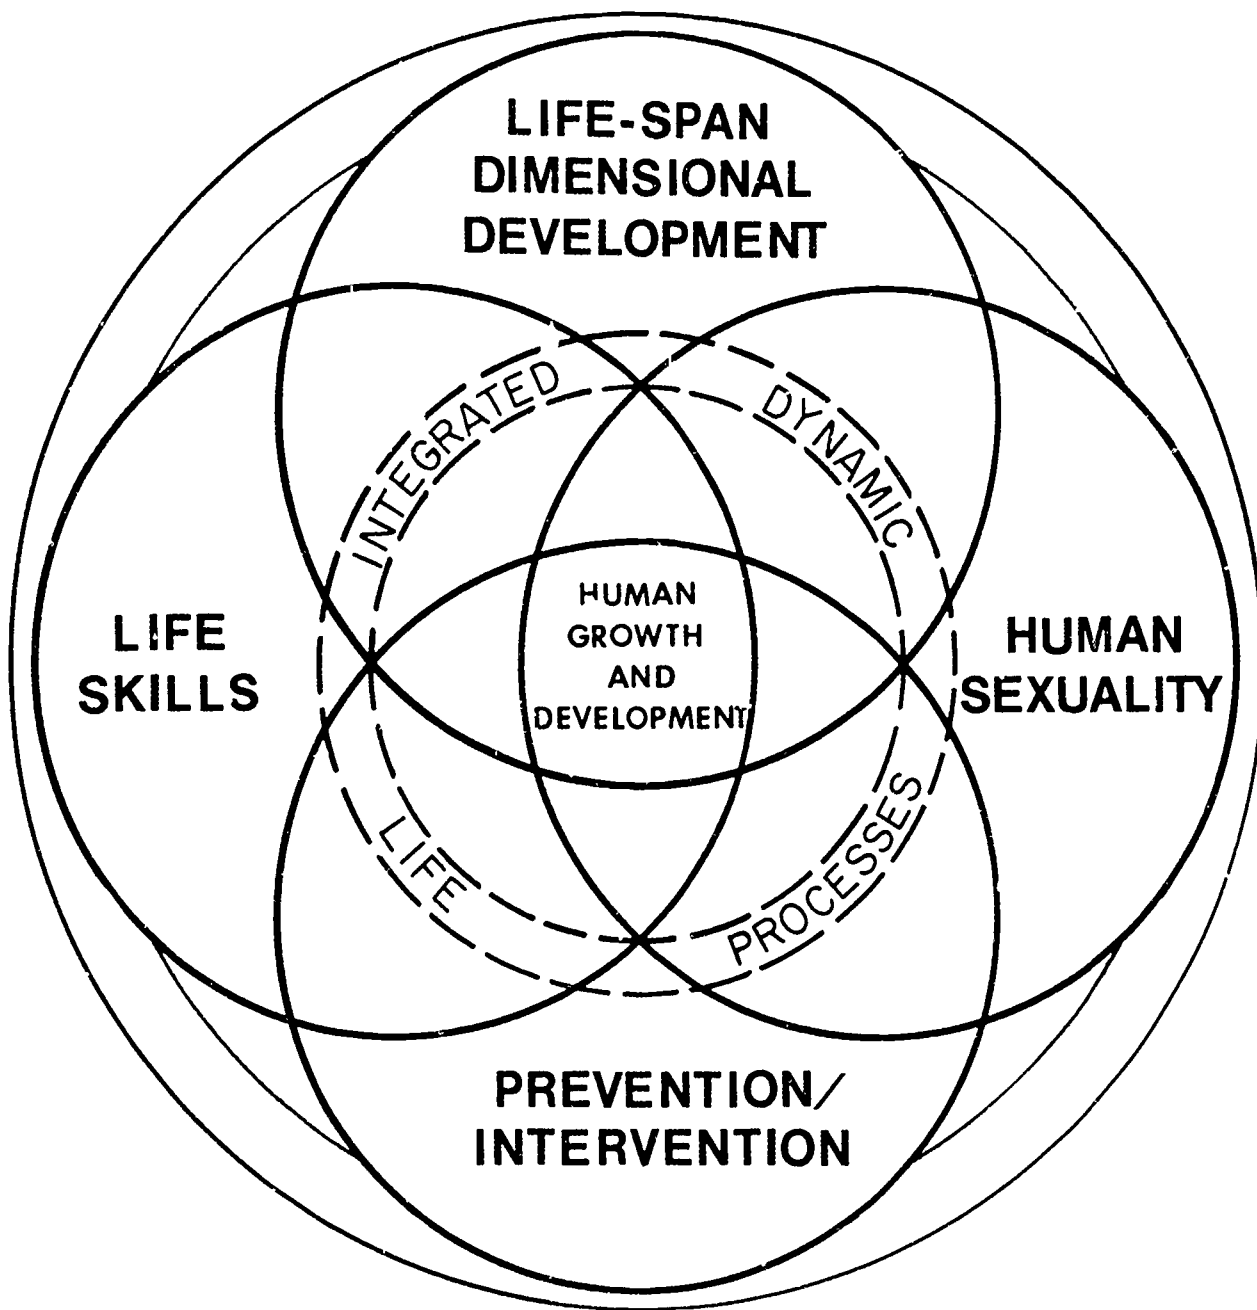 LIFE-SPAN
DIMENSIONAL
DEVELOPMENT
INTEGRATED
DYNAMIC
LIFE
SKILLS
HUMAN
GROWTH
AND
DEVELOPMENT
HUMAN
SEXUALITY
LIFE
PROCESSES
PREVENTION/
INTERVENTION